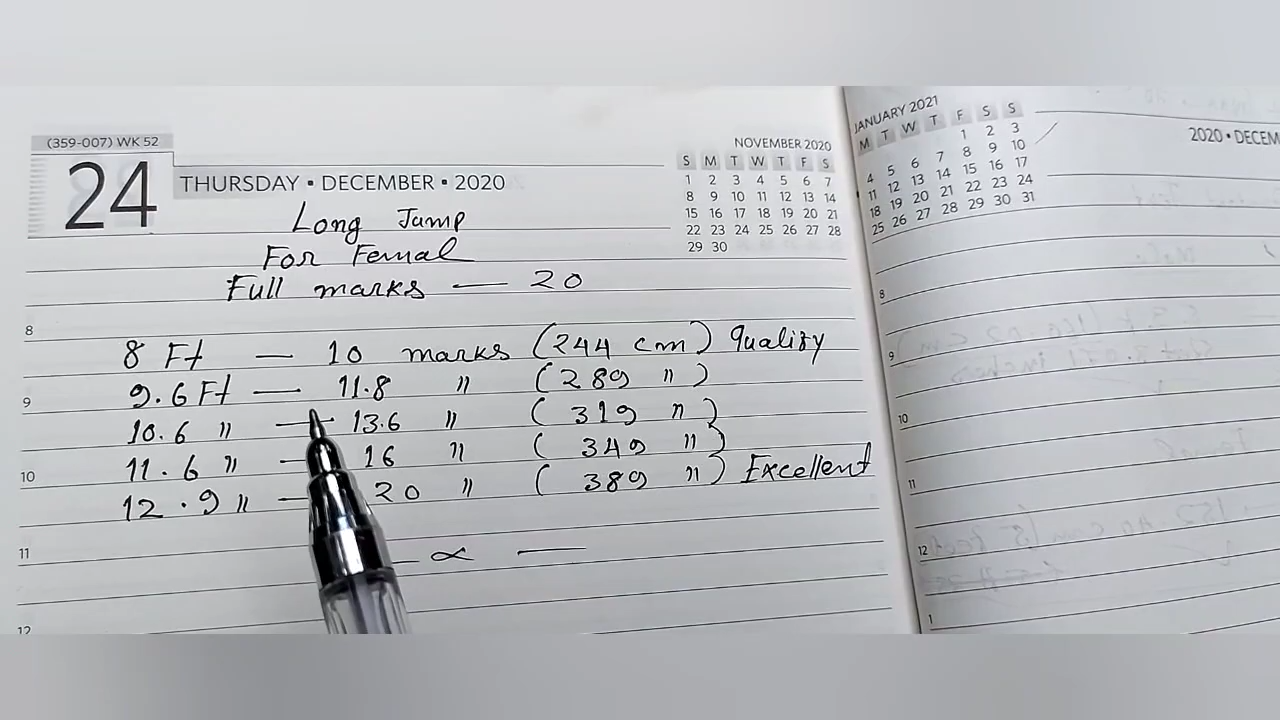 (359-007) WK 52
24 THURSDAY • DECEMBER • 2020
NOVEMBER 2020
S M T W T F S
1 2 3 4 5 6 7
8 9 10 11 12 13 14
15 16 17 18 19 20 21
22 23 24 25 26 27 28
29 30
Long Jump
For Femal
Full marks — 20
8
8 Ft — 10 marks (244 cm) Qualify
9
9.6 Ft — 11.8 " (289 ")
10.6 " — 13.6 " (319 ")
10
11.6 " — 16 " (349 ")
12.9 " — 20 " (389 ") Excellent
11
12
JANUARY 2021
M T W T F S S
1 2 3
4 5 6 7 8 9 10
11 12 13 14 15 16 17
18 19 20 21 22 23 24
25 26 27 28 29 30 31
2020 • DECEM
8
9
10
11
12
1